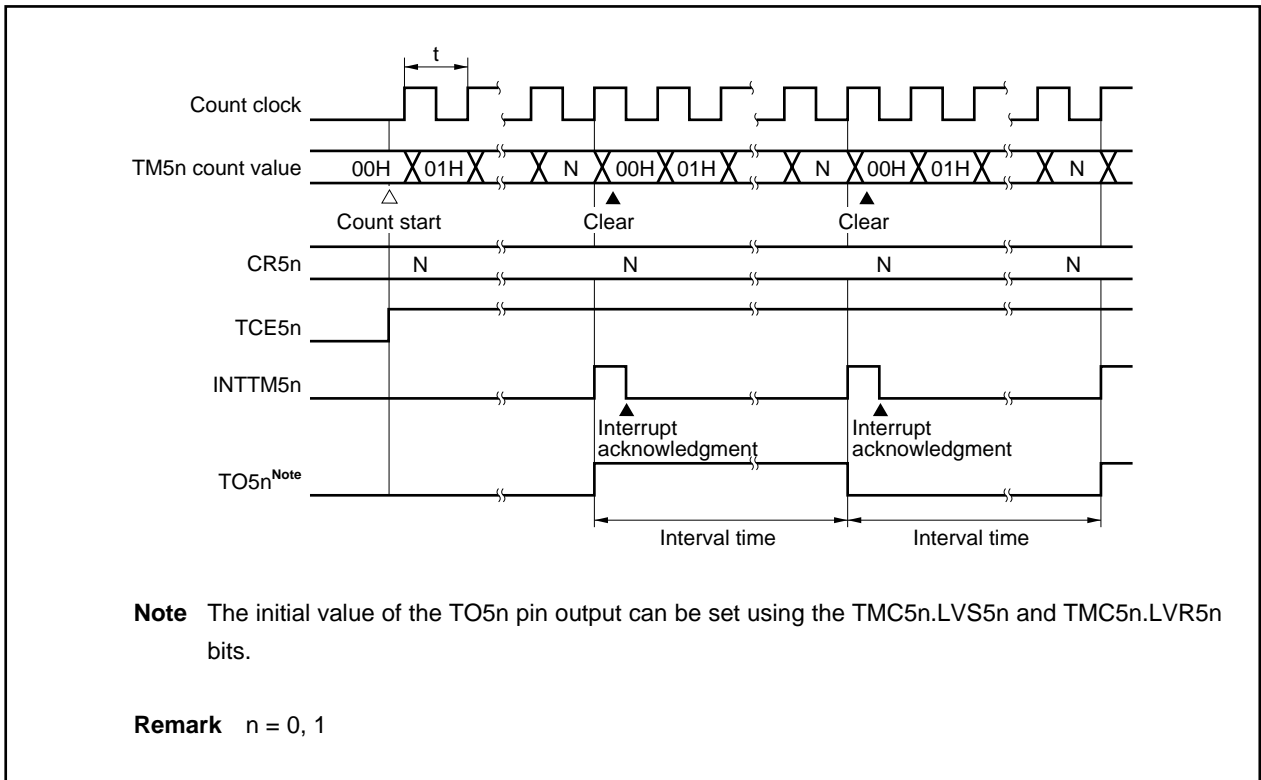 t
Count clock
TM5n count value 00H 01H N 00H 01H N 00H 01H N
Count start Clear Clear
CR5n N N N N
TCE5n
INTTM5n
Interrupt acknowledgment Interrupt acknowledgment
TO5nNote
Interval time Interval time
Note The initial value of the TO5n pin output can be set using the TMC5n.LVS5n and TMC5n.LVR5n
bits.
Remark n = 0, 1